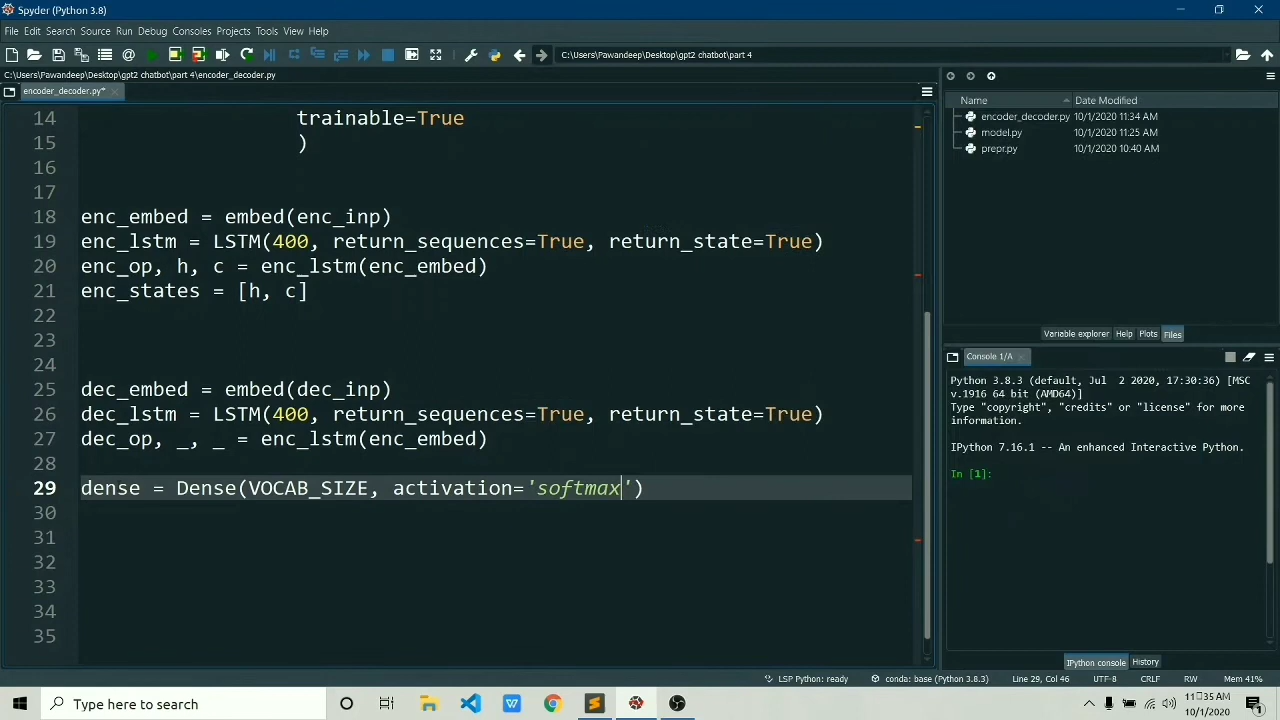 Spyder (Python 3.8)
File Edit Search Source Run Debug Consoles Projects Tools View Help
C:\Users\Pawandeep\Desktop\gpt2 chatbot\part 4
C:\Users\Pawandeep\Desktop\gpt2 chatbot\part 4\encoder_decoder.py
encoder_decoder.py*
14 trainable=True
15 )
16
17
18 enc_embed = embed(enc_inp)
19 enc_lstm = LSTM(400, return_sequences=True, return_state=True)
20 enc_op, h, c = enc_lstm(enc_embed)
21 enc_states = [h, c]
22
23
24
25 dec_embed = embed(dec_inp)
26 dec_lstm = LSTM(400, return_sequences=True, return_state=True)
27 dec_op, _, _ = enc_lstm(enc_embed)
28
29 dense = Dense(VOCAB_SIZE, activation='softmax')
30
31
32
33
34
35
Name Date Modified
encoder_decoder.py 10/1/2020 11:34 AM
model.py 10/1/2020 11:25 AM
prepr.py 10/1/2020 10:40 AM
Variable explorer Help Plots Files
Console 1/A
Python 3.8.3 (default, Jul 2 2020, 17:30:36) [MSC
v.1916 64 bit (AMD64)]
Type "copyright", "credits" or "license" for more
information.
IPython 7.16.1 -- An enhanced Interactive Python.
In [1]:
IPython console History
LSP Python: ready conda: base (Python 3.8.3) Line 29, Col 46 UTF-8 CRLF RW Mem 41%
Type here to search
35 AM
10/1/2020